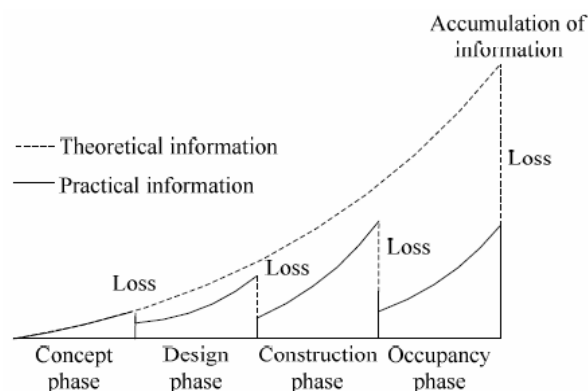 Accumulation of
information
Theoretical information
Practical information
Loss
Loss
Loss
Loss
Concept
phase
Design
phase
Construction
phase
Occupancy
phase